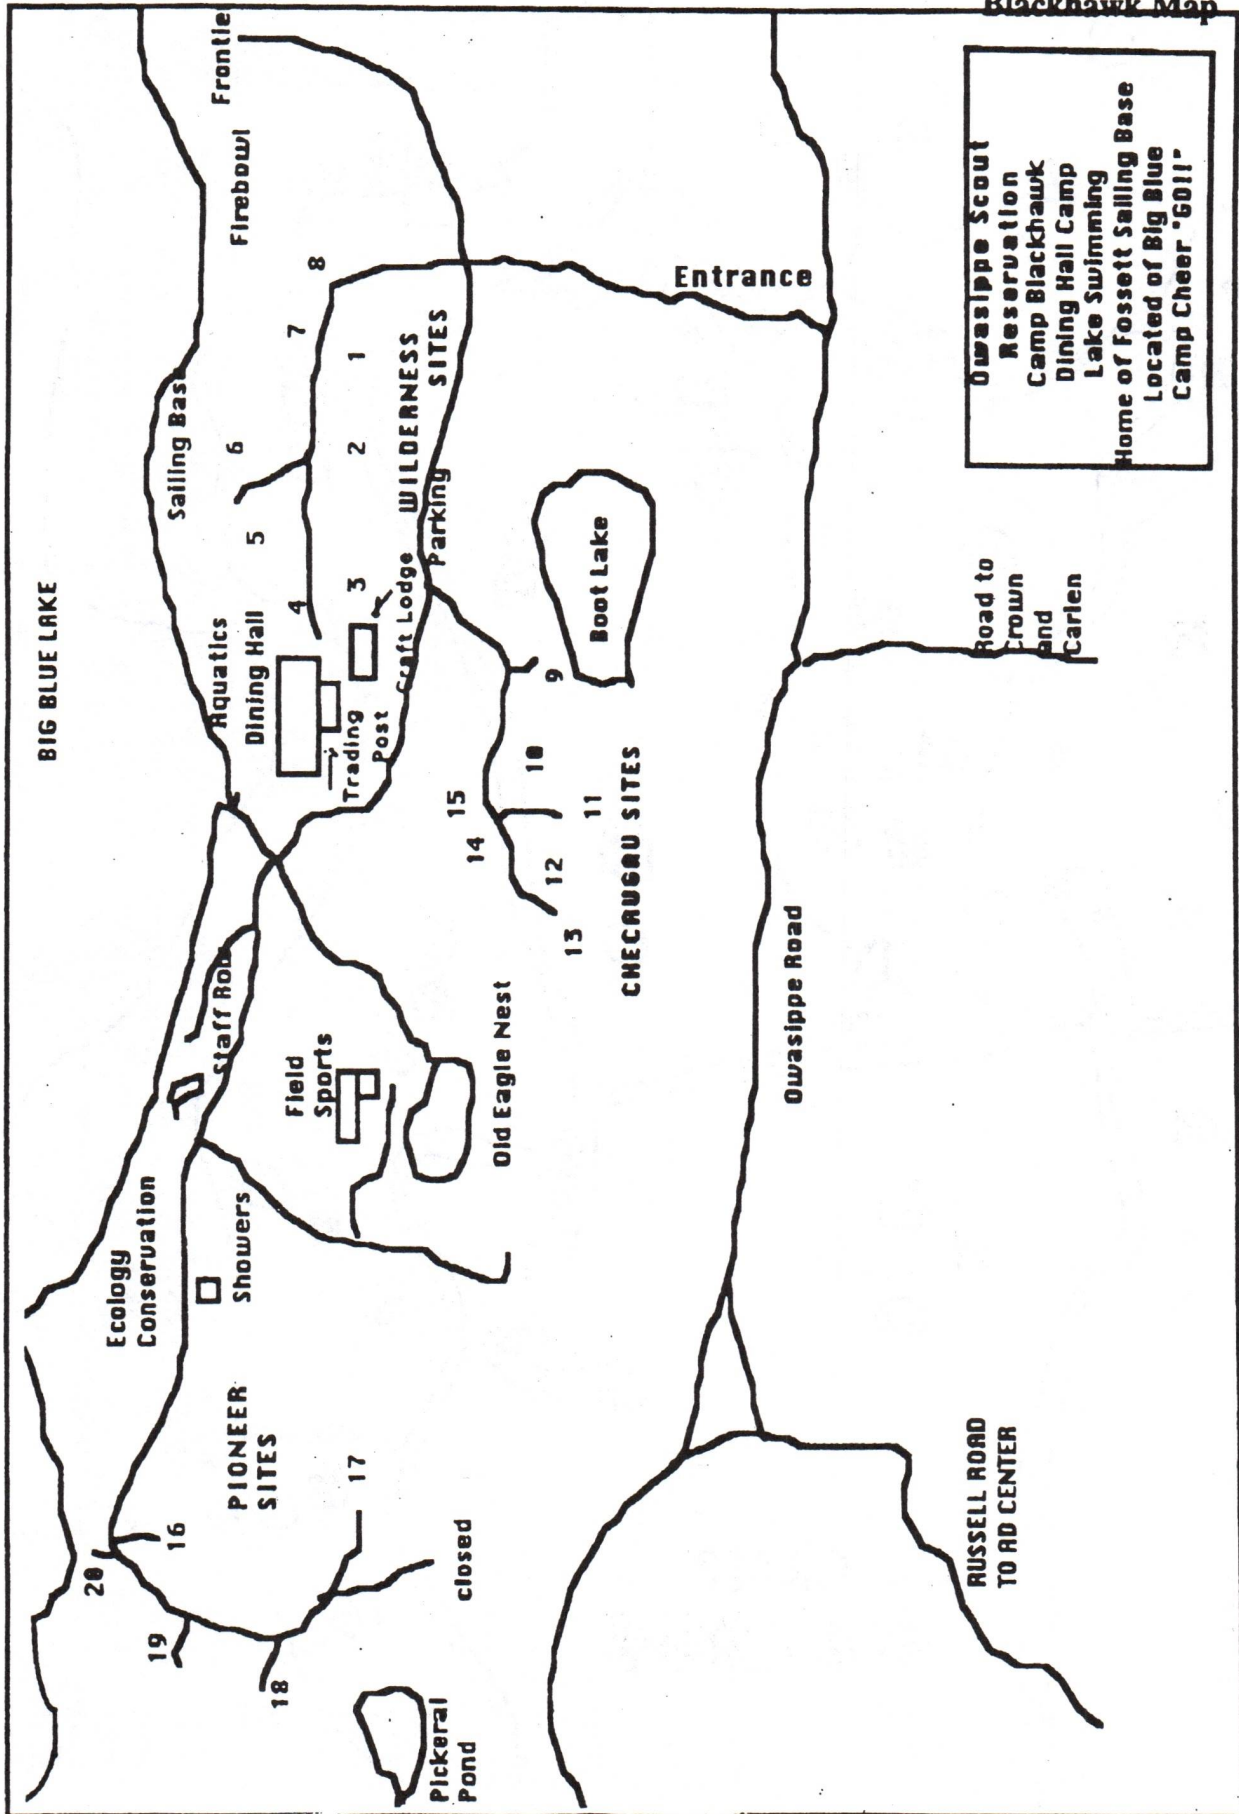 Blackhawk Map
BIG BLUE LAKE
Frontie
Firebowl
Sailing Base
Aquatics
Dining Hall
8
7
6
5
4
1
2
3
WILDERNESS
SITES
Parking
Craft Lodge
Trading
Post
Entrance
Boot Lake
9
10
11
12
13
14
15
CHECAUGAU SITES
Staff Row
Field
Sports
Old Eagle Nest
Ecology
Conservation
Showers
PIONEER
SITES
16
17
18
19
20
closed
Pickeral
Pond
Owasippe Road
Road to
Crown
and
Carlen
RUSSELL ROAD
TO AD CENTER
Owasippe Scout
Reservation
Camp Blackhawk
Dining Hall Camp
Lake Swimming
Home of Fossett Sailing Base
Located of Big Blue
Camp Cheer "GO!!"